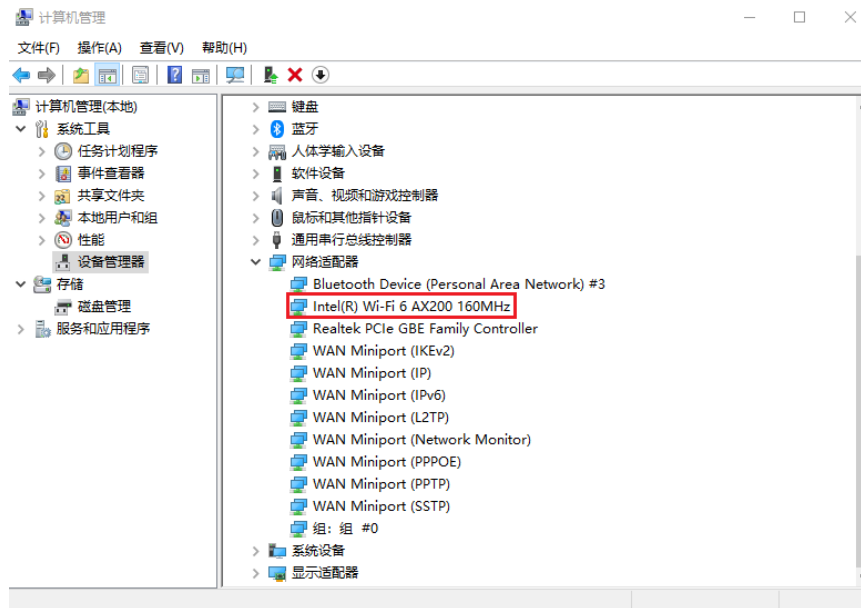 计算机管理
文件(F) 操作(A) 查看(V) 帮助(H)
计算机管理(本地)
系统工具
任务计划程序
事件查看器
共享文件夹
本地用户和组
性能
设备管理器
存储
磁盘管理
服务和应用程序
键盘
蓝牙
人体学输入设备
软件设备
声音、视频和游戏控制器
鼠标和其他指针设备
通用串行总线控制器
网络适配器
Bluetooth Device (Personal Area Network) #3
Intel(R) Wi-Fi 6 AX200 160MHz
Realtek PCIe GBE Family Controller
WAN Miniport (IKEv2)
WAN Miniport (IP)
WAN Miniport (IPv6)
WAN Miniport (L2TP)
WAN Miniport (Network Monitor)
WAN Miniport (PPPOE)
WAN Miniport (PPTP)
WAN Miniport (SSTP)
组: 组 #0
系统设备
显示适配器